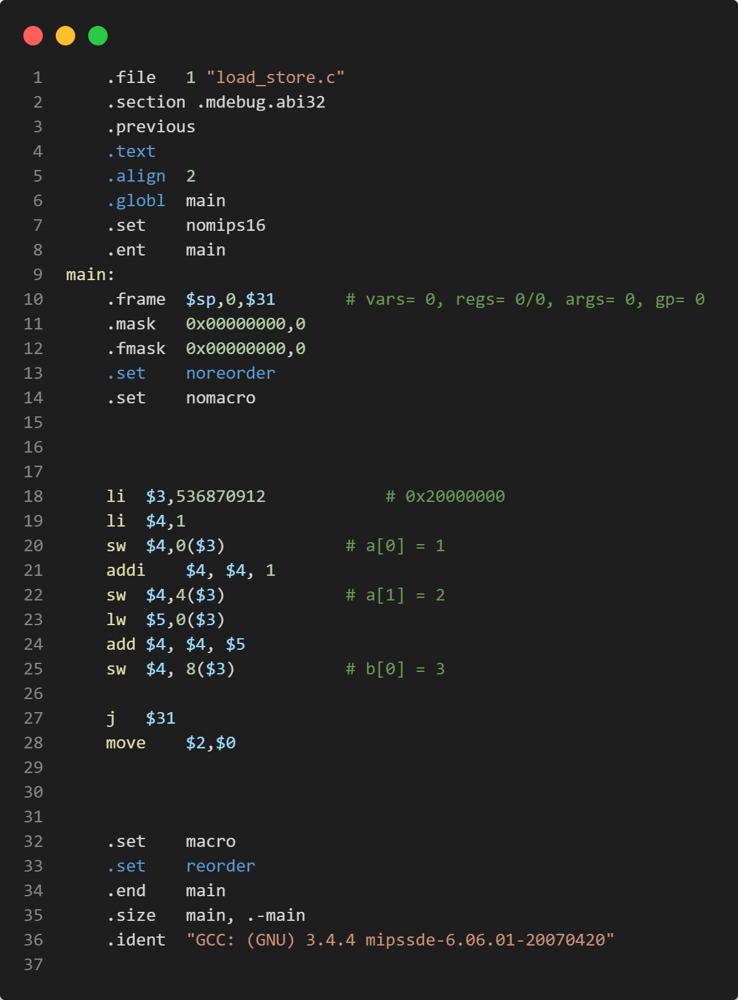 1 .file 1 "load_store.c"
2 .section .mdebug.abi32
3 .previous
4 .text
5 .align 2
6 .globl main
7 .set nomips16
8 .ent main
9 main:
10 .frame $sp,0,$31 # vars= 0, regs= 0/0, args= 0, gp= 0
11 .mask 0x00000000,0
12 .fmask 0x00000000,0
13 .set noreorder
14 .set nomacro
15
16
17
18 li $3,536870912 # 0x20000000
19 li $4,1
20 sw $4,0($3) # a[0] = 1
21 addi $4, $4, 1
22 sw $4,4($3) # a[1] = 2
23 lw $5,0($3)
24 add $4, $4, $5
25 sw $4, 8($3) # b[0] = 3
26
27 j $31
28 move $2,$0
29
30
31
32 .set macro
33 .set reorder
34 .end main
35 .size main, .-main
36 .ident "GCC: (GNU) 3.4.4 mipssde-6.06.01-20070420"
37